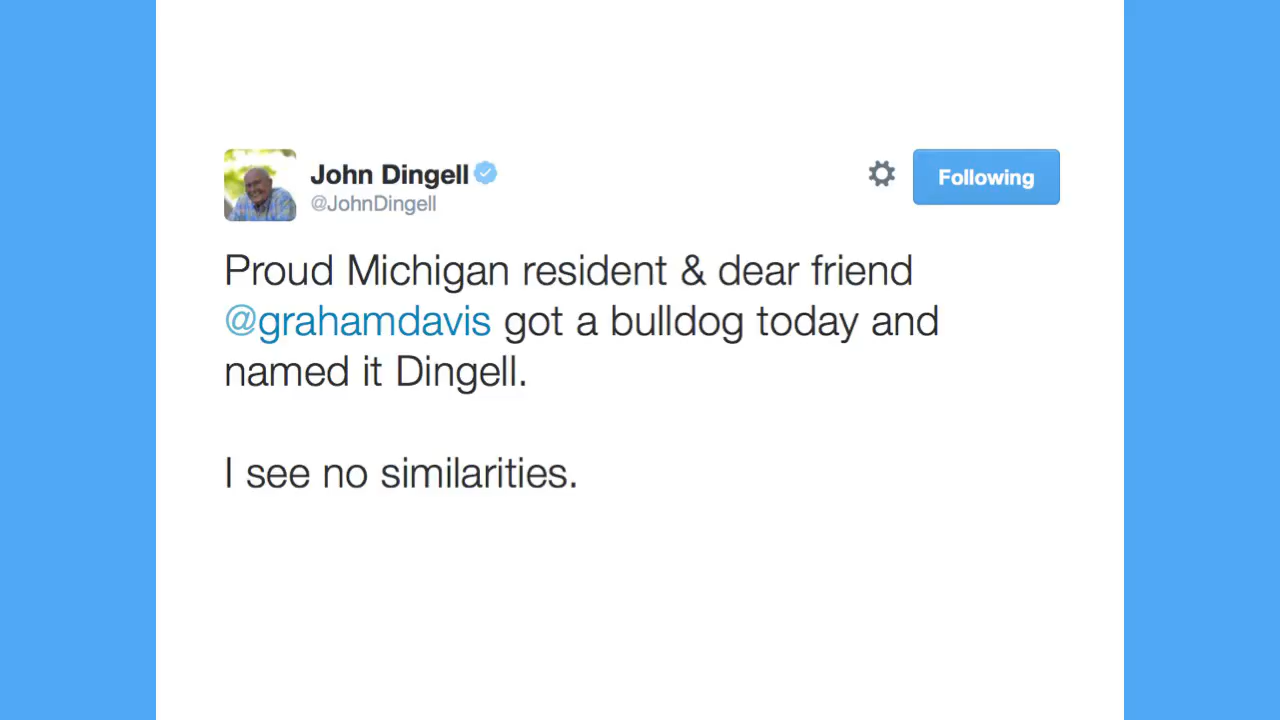 John Dingell
@JohnDingell
Following
Proud Michigan resident & dear friend
@grahamdavis got a bulldog today and
named it Dingell.
I see no similarities.